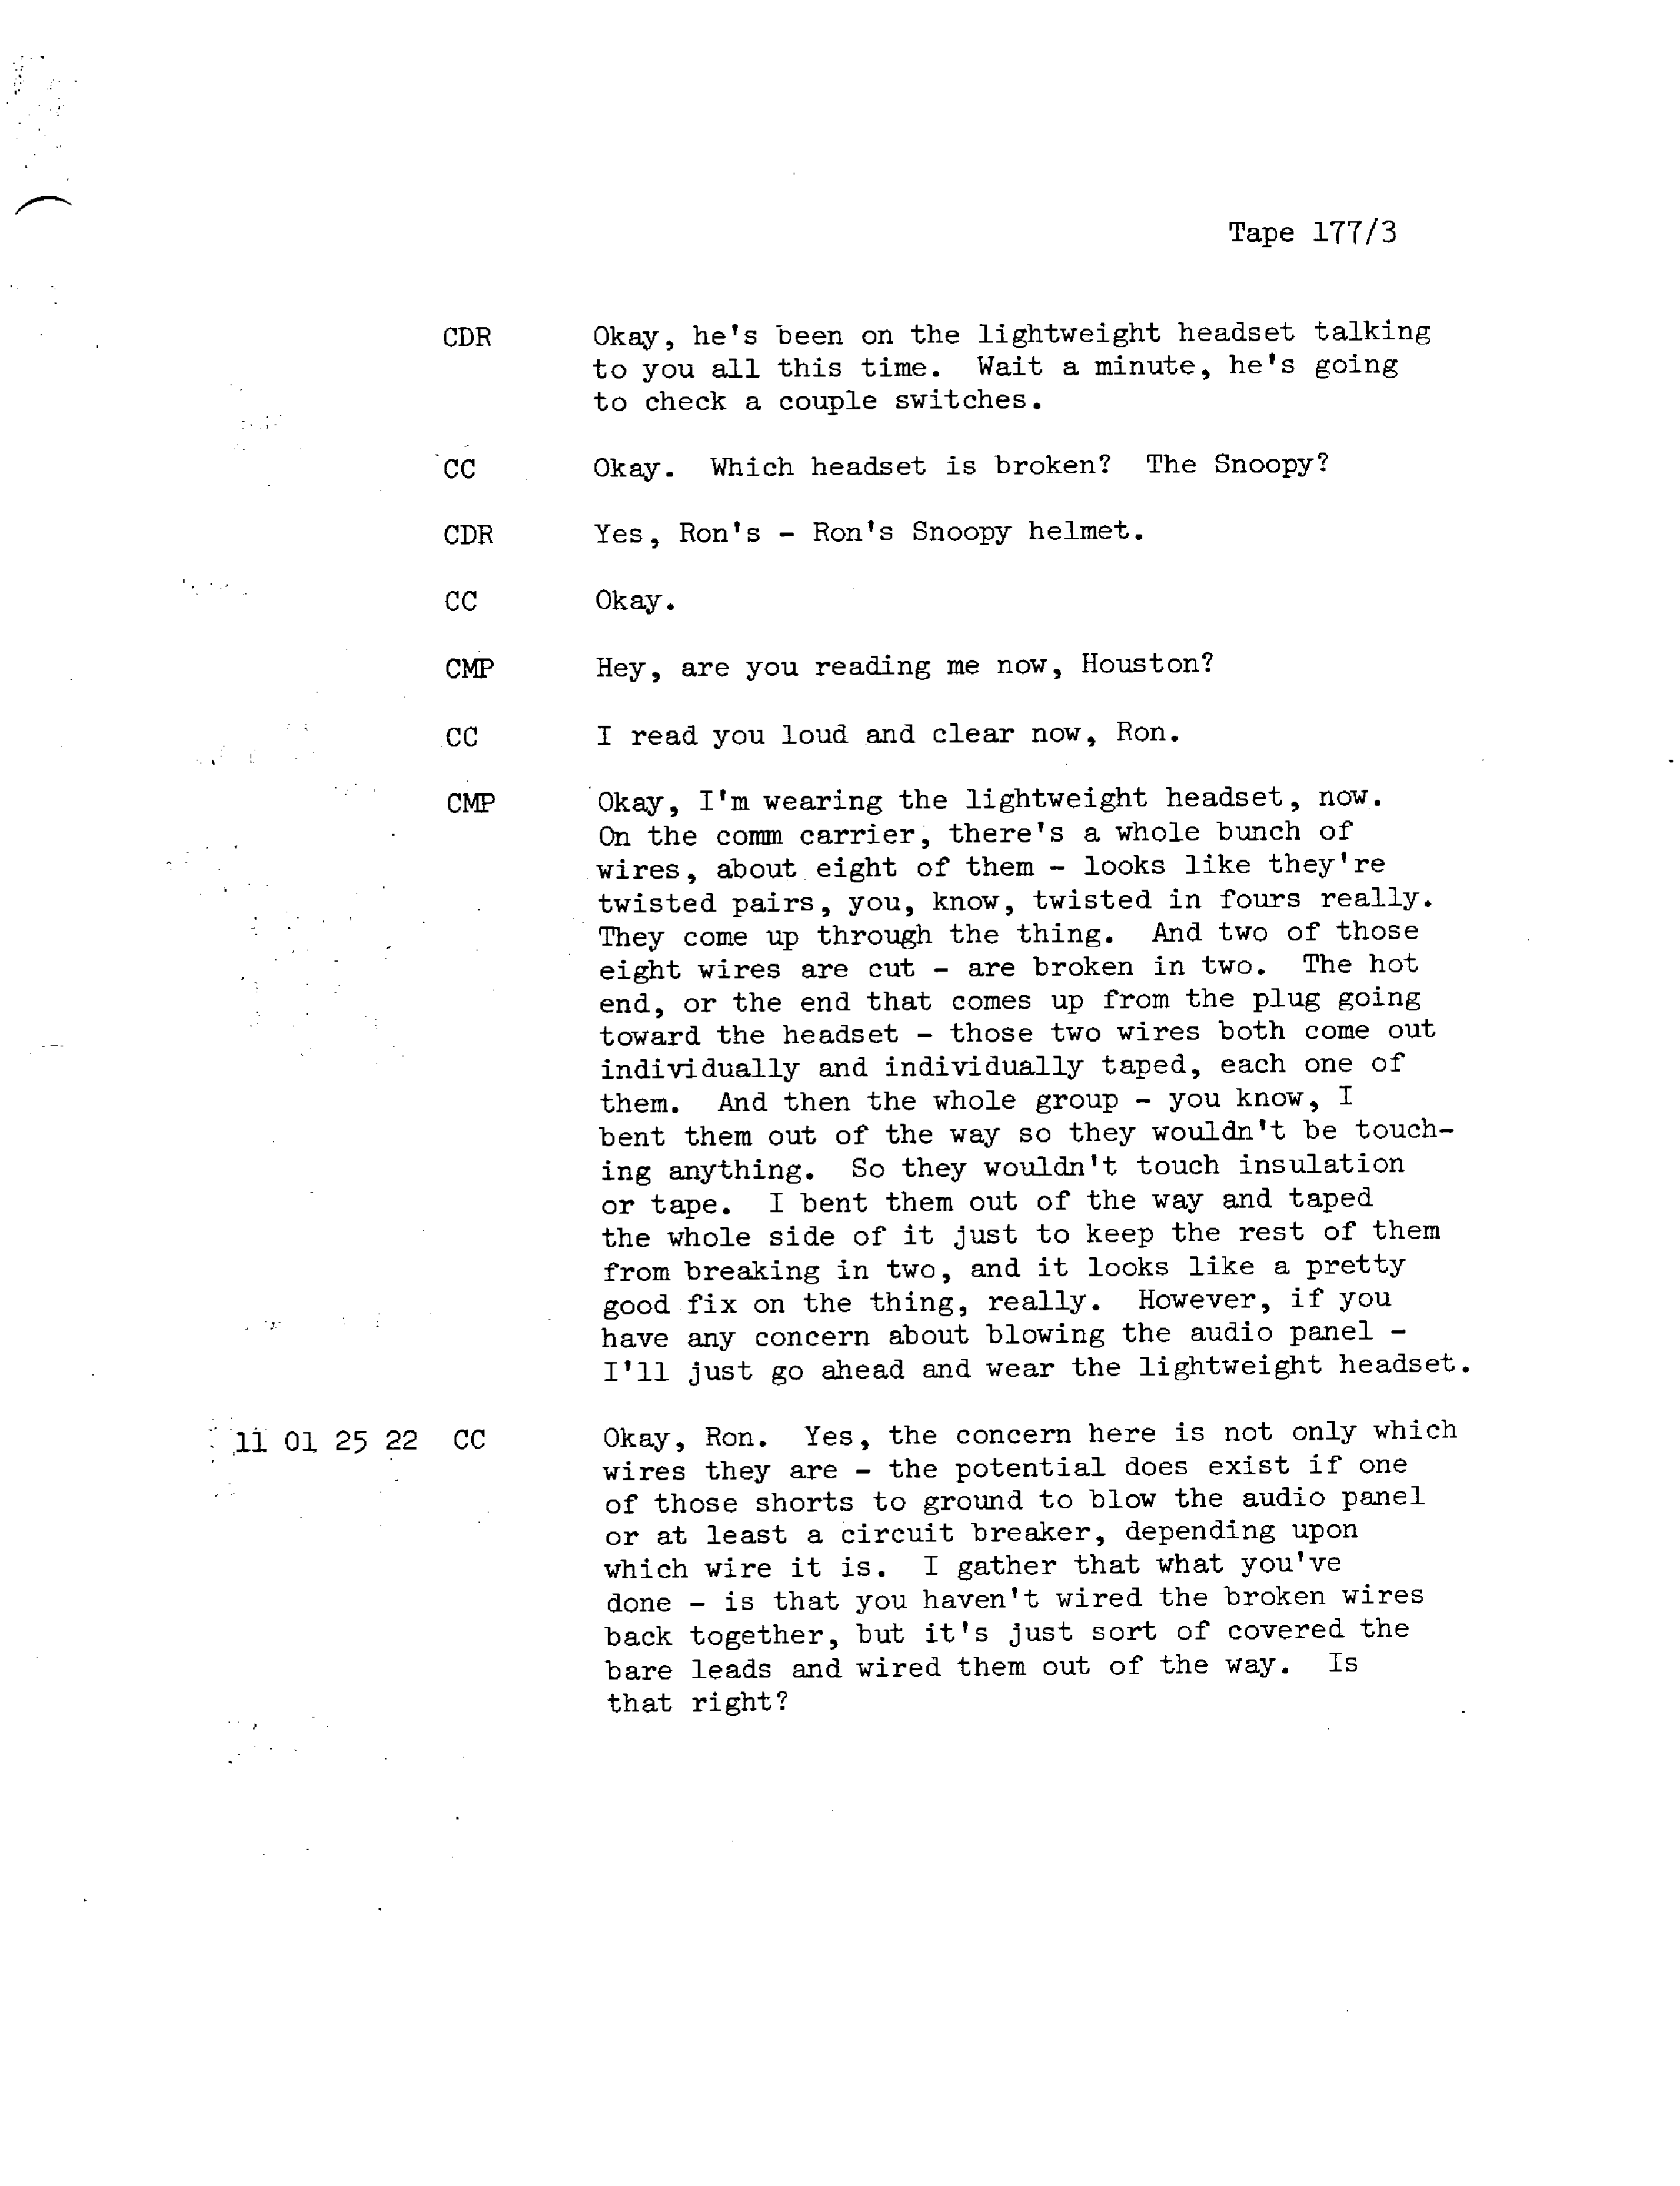 Tape 177/3
CDR Okay, he's been on the lightweight headset talking
to you all this time. Wait a minute, he's going
to check a couple switches.
CC Okay. Which headset is broken? The Snoopy?
CDR Yes, Ron's - Ron's Snoopy helmet.
CC Okay.
CMP Hey, are you reading me now, Houston?
CC I read you loud and clear now, Ron.
CMP Okay, I'm wearing the lightweight headset, now.
On the comm carrier, there's a whole bunch of
wires, about eight of them - looks like they're
twisted pairs, you, know, twisted in fours really.
They come up through the thing. And two of those
eight wires are cut - are broken in two. The hot
end, or the end that comes up from the plug going
toward the headset - those two wires both come out
individually and individually taped, each one of
them. And then the whole group - you know, I
bent them out of the way so they wouldn't be touch-
ing anything. So they wouldn't touch insulation
or tape. I bent them out of the way and taped
the whole side of it just to keep the rest of them
from breaking in two, and it looks like a pretty
good fix on the thing, really. However, if you
have any concern about blowing the audio panel -
I'll just go ahead and wear the lightweight headset.
11 01 25 22 CC Okay, Ron. Yes, the concern here is not only which
wires they are - the potential does exist if one
of those shorts to ground to blow the audio panel
or at least a circuit breaker, depending upon
which wire it is. I gather that what you've
done - is that you haven't wired the broken wires
back together, but it's just sort of covered the
bare leads and wired them out of the way. Is
that right?